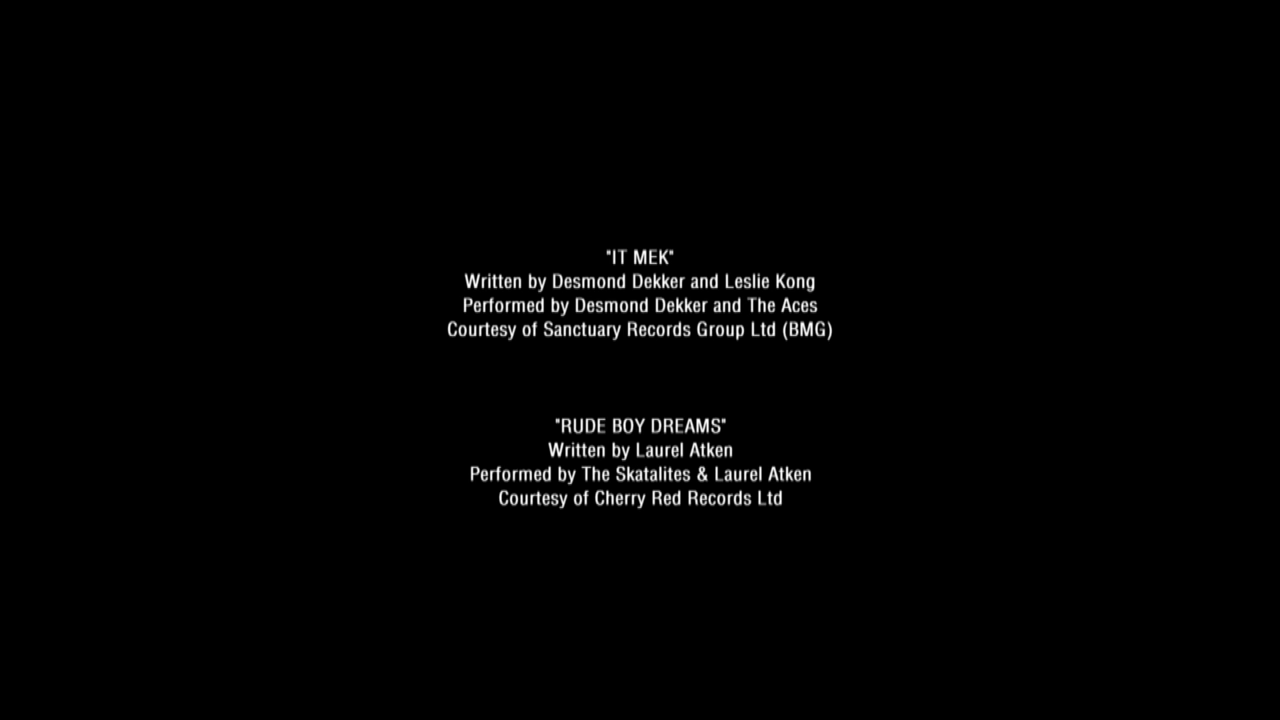 "IT MEK"
Written by Desmond Dekker and Leslie Kong
Performed by Desmond Dekker and The Aces
Courtesy of Sanctuary Records Group Ltd (BMG)
"RUDE BOY DREAMS"
Written by Laurel Atken
Performed by The Skatalites & Laurel Atken
Courtesy of Cherry Red Records Ltd